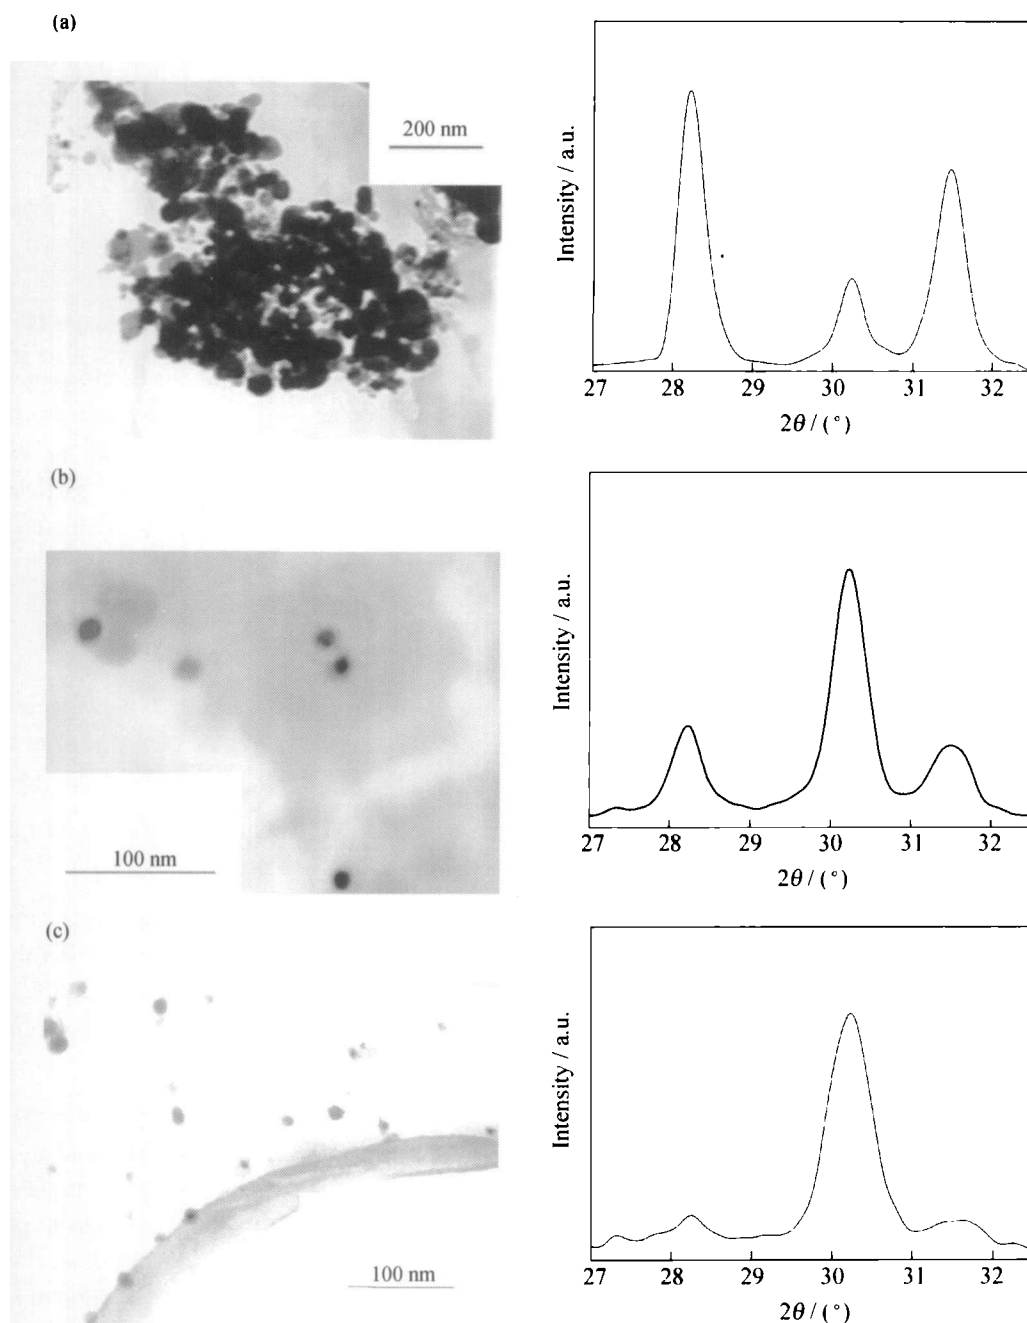 (a)
200 nm
Intensity / a.u.
27 28 29 30 31 32
2θ / (°)
(b)
100 nm
Intensity / a.u.
27 28 29 30 31 32
2θ / (°)
(c)
100 nm
Intensity / a.u.
27 28 29 30 31 32
2θ / (°)